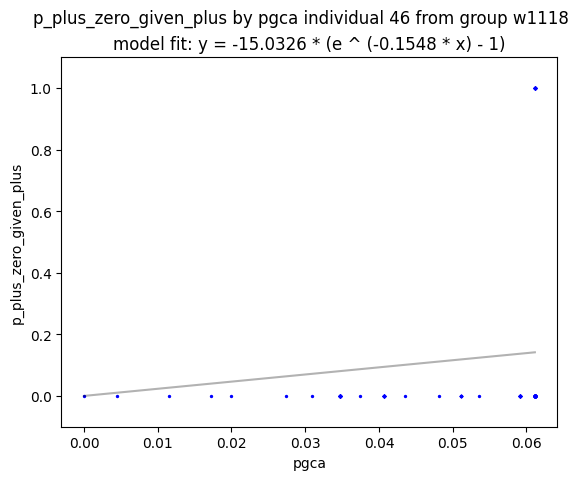 p_plus_zero_given_plus by pgca individual 46 from group w1118
model fit: y = -15.0326 * (e ^ (-0.1548 * x) - 1)
1.0
0.8
0.6
0.4
0.2
0.0
p_plus_zero_given_plus
0.00 0.01 0.02 0.03 0.04 0.05 0.06
pgca